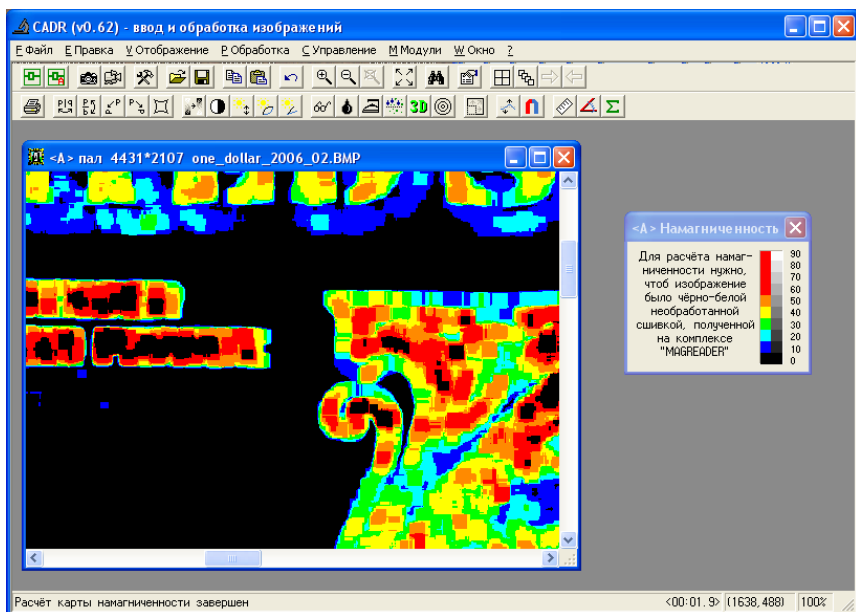 CADR (v0.62) - ввод и обработка изображений
F Файл E Правка V Отображение P Обработка C Управление M Модули W Окно ?
3D Σ
<A> пал 4431*2107 one_dollar_2006_02.BMP
<A> Намагниченность
Для расчёта намаг-
ниченности нужно,
чтоб изображение
было чёрно-белой
необработанной
сшивкой, полученной
на комплексе
"MAGREADER"
90
80
70
60
50
40
30
20
10
0
Расчёт карты намагниченности завершен <00:01.9> (1638,488) 100%